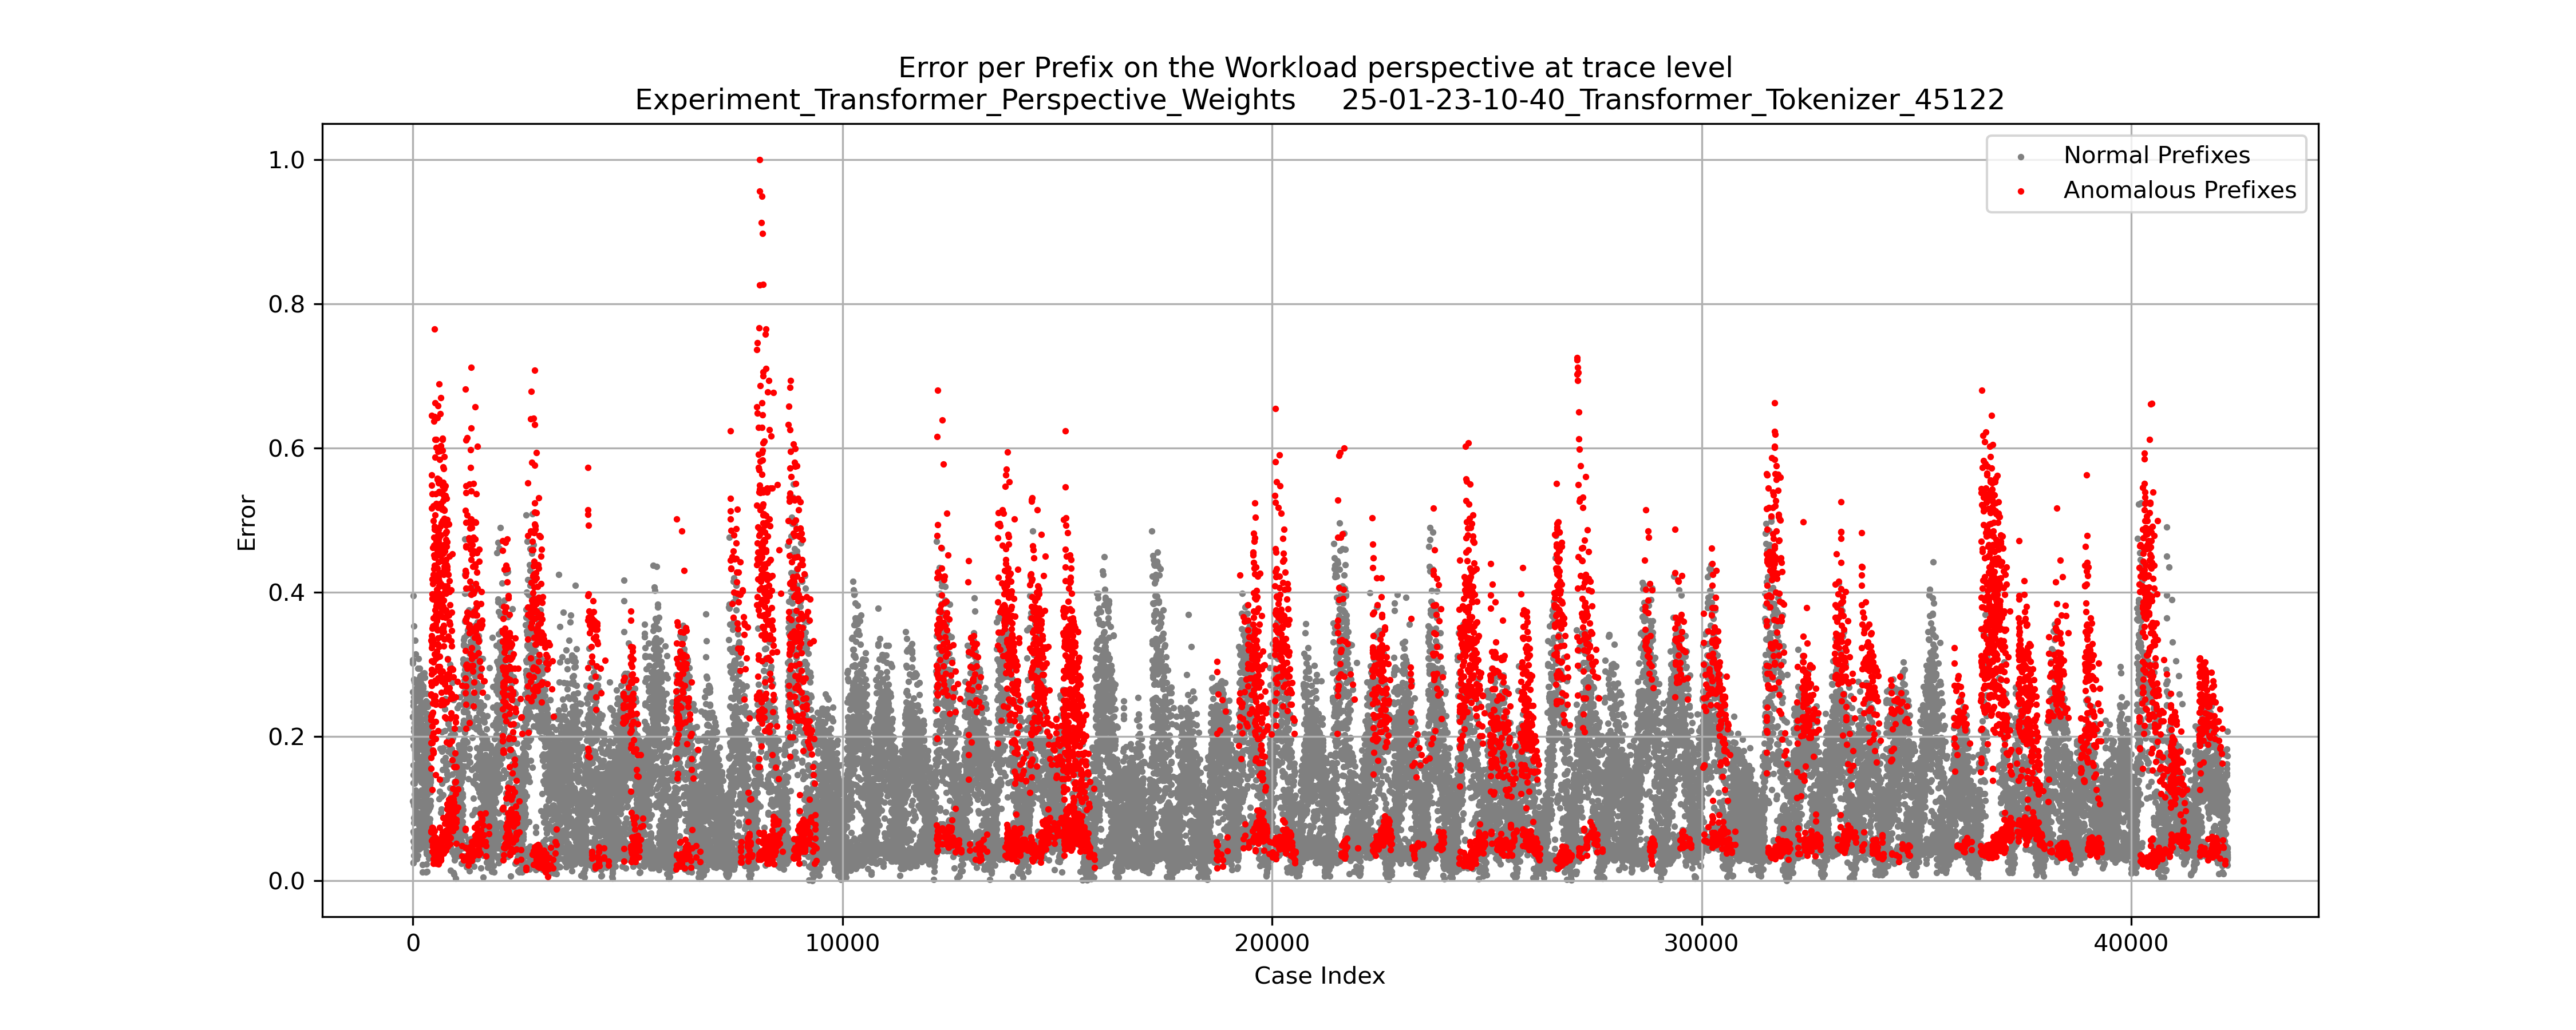 Error per Prefix on the Workload perspective at trace level
Experiment_Transformer_Perspective_Weights 25-01-23-10-40_Transformer_Tokenizer_45122
Normal Prefixes
Anomalous Prefixes
1.0
0.8
0.6
0.4
0.2
0.0
Error
0 10000 20000 30000 40000
Case Index